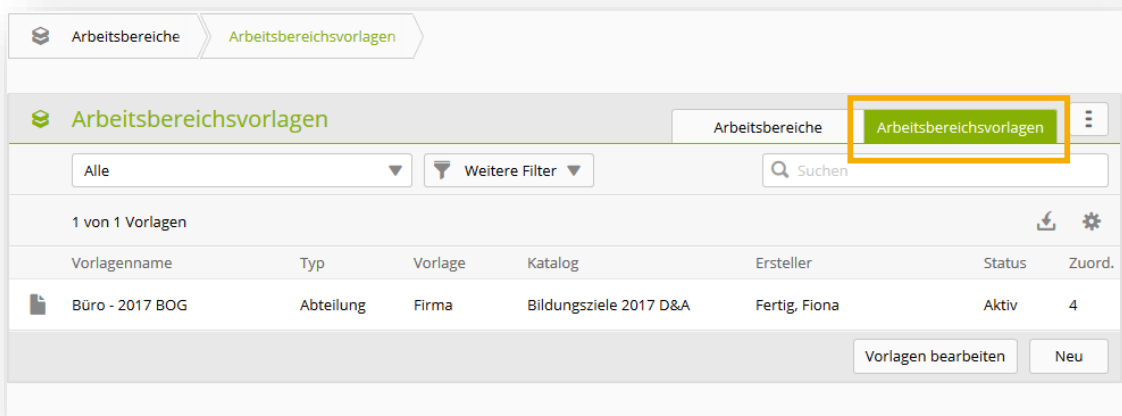 Arbeitsbereiche Arbeitsbereichsvorlagen
Arbeitsbereichsvorlagen Arbeitsbereiche Arbeitsbereichsvorlagen
Alle Weitere Filter Suchen
1 von 1 Vorlagen
Vorlagenname Typ Vorlage Katalog Ersteller Status Zuord.
Büro - 2017 BOG Abteilung Firma Bildungsziele 2017 D&A Fertig, Fiona Aktiv 4
Vorlagen bearbeiten Neu